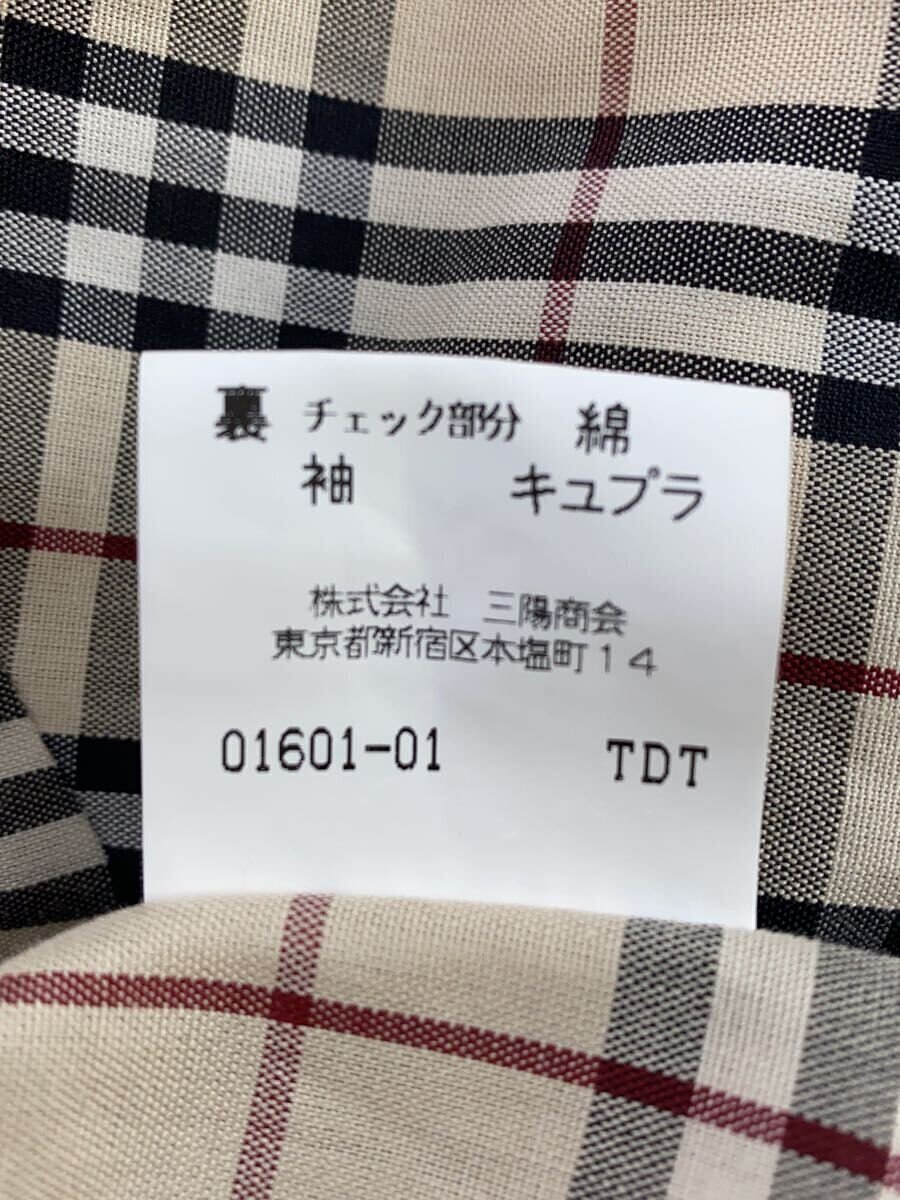 裏 チェック部分 綿
袖 キュプラ
株式会社 三陽商会
東京都新宿区本塩町14
01601-01 TDT